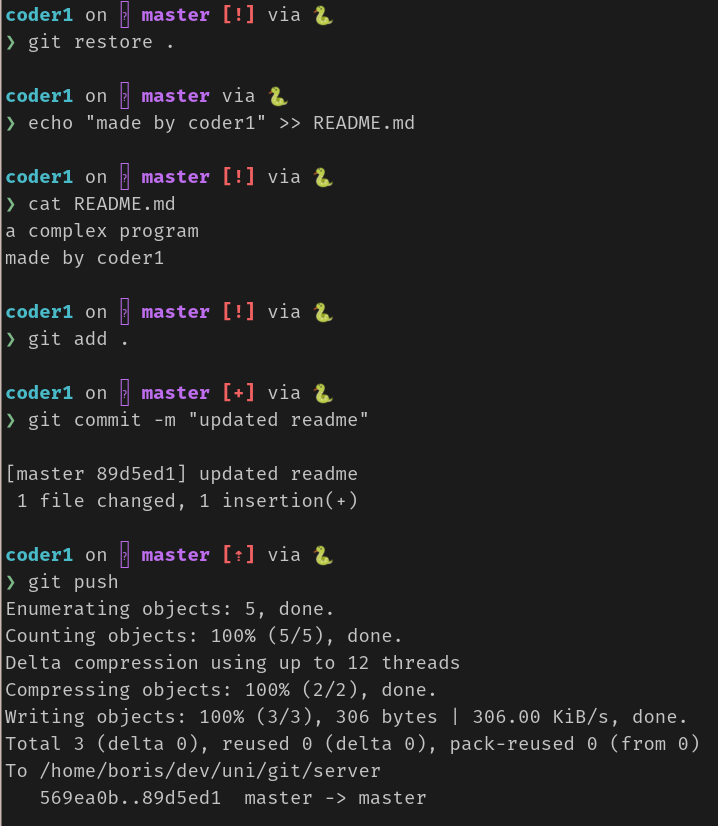 coder1 on master [!] via 🐍
❯ git restore .
coder1 on master via 🐍
❯ echo "made by coder1" >> README.md
coder1 on master [!] via 🐍
❯ cat README.md
a complex program
made by coder1
coder1 on master [!] via 🐍
❯ git add .
coder1 on master [+] via 🐍
❯ git commit -m "updated readme"
[master 89d5ed1] updated readme
 1 file changed, 1 insertion(+)
coder1 on master [⇡] via 🐍
❯ git push
Enumerating objects: 5, done.
Counting objects: 100% (5/5), done.
Delta compression using up to 12 threads
Compressing objects: 100% (2/2), done.
Writing objects: 100% (3/3), 306 bytes | 306.00 KiB/s, done.
Total 3 (delta 0), reused 0 (delta 0), pack-reused 0 (from 0)
To /home/boris/dev/uni/git/server
   569ea0b..89d5ed1  master -> master